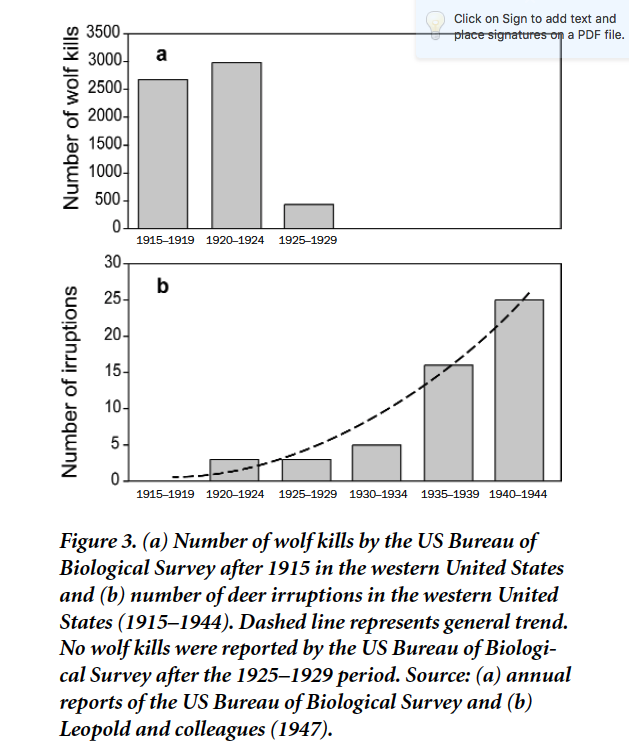 Click on Sign to add text and
place signatures on a PDF file.
Number of wolf kills
3500
3000
2500
2000
1500
1000
500
0
a
1915–1919 1920–1924 1925–1929
Number of irruptions
30
25
20
15
10
5
0
b
1915–1919 1920–1924 1925–1929 1930–1934 1935–1939 1940–1944
Figure 3. (a) Number of wolf kills by the US Bureau of
Biological Survey after 1915 in the western United States
and (b) number of deer irruptions in the western United
States (1915–1944). Dashed line represents general trend.
No wolf kills were reported by the US Bureau of Biologi-
cal Survey after the 1925–1929 period. Source: (a) annual
reports of the US Bureau of Biological Survey and (b)
Leopold and colleagues (1947).